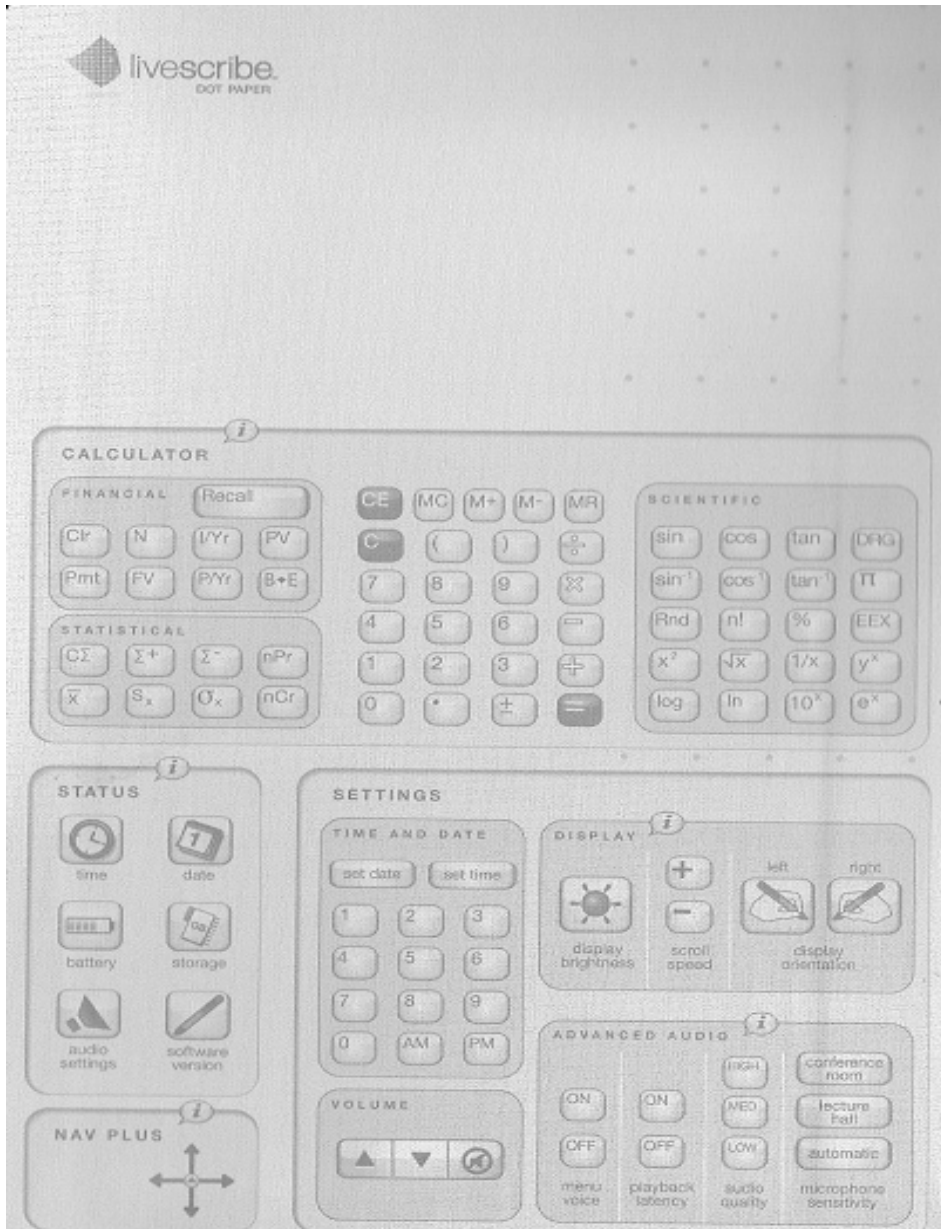 livescribe™
DOT PAPER
i
CALCULATOR
FINANCIAL Recall
Clr N I/Yr PV
Pmt FV P/Yr B+E
STATISTICAL
CΣ Σ+ Σ- nPr
x̅ Sx σx nCr
CE MC M+ M- MR
C ( ) ÷
7 8 9 ×
4 5 6 −
1 2 3 +
0 • ± =
SCIENTIFIC
sin cos tan DRG
sin⁻¹ cos⁻¹ tan⁻¹ Π
Rnd n! % EEX
x² √x 1/x yˣ
log ln 10ˣ eˣ
i
STATUS
time date
battery storage
audio settings
software version
i
NAV PLUS
SETTINGS
TIME AND DATE
set date set time
1 2 3
4 5 6
7 8 9
0 AM PM
VOLUME
i
DISPLAY
+
−
left right
display brightness
scroll speed
display orientation
i
ADVANCED AUDIO
ON
OFF
menu voice
ON
OFF
playback latency
HIGH
MED
LOW
audio quality
conference room
lecture hall
automatic
microphone sensitivity